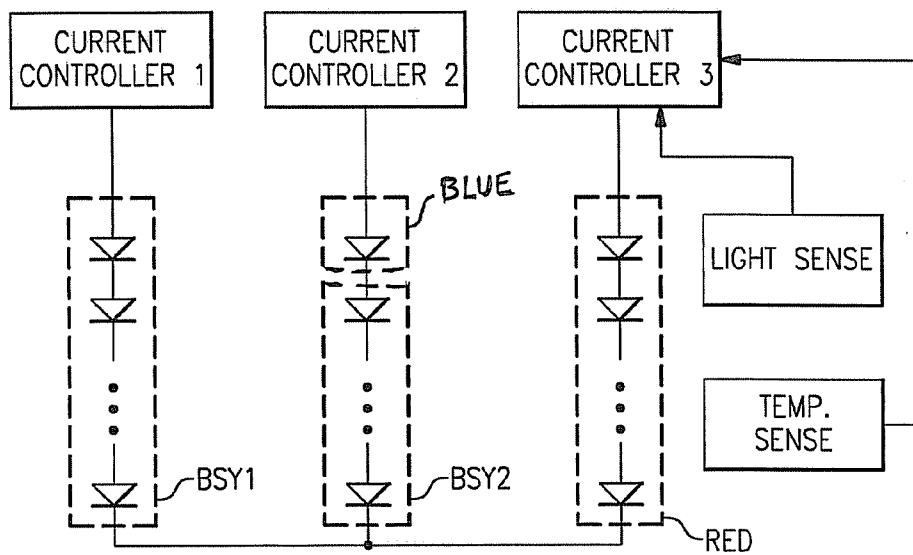 CURRENT
CONTROLLER 1
CURRENT
CONTROLLER 2
CURRENT
CONTROLLER 3
BLUE
LIGHT SENSE
TEMP.
SENSE
BSY1
BSY2
RED